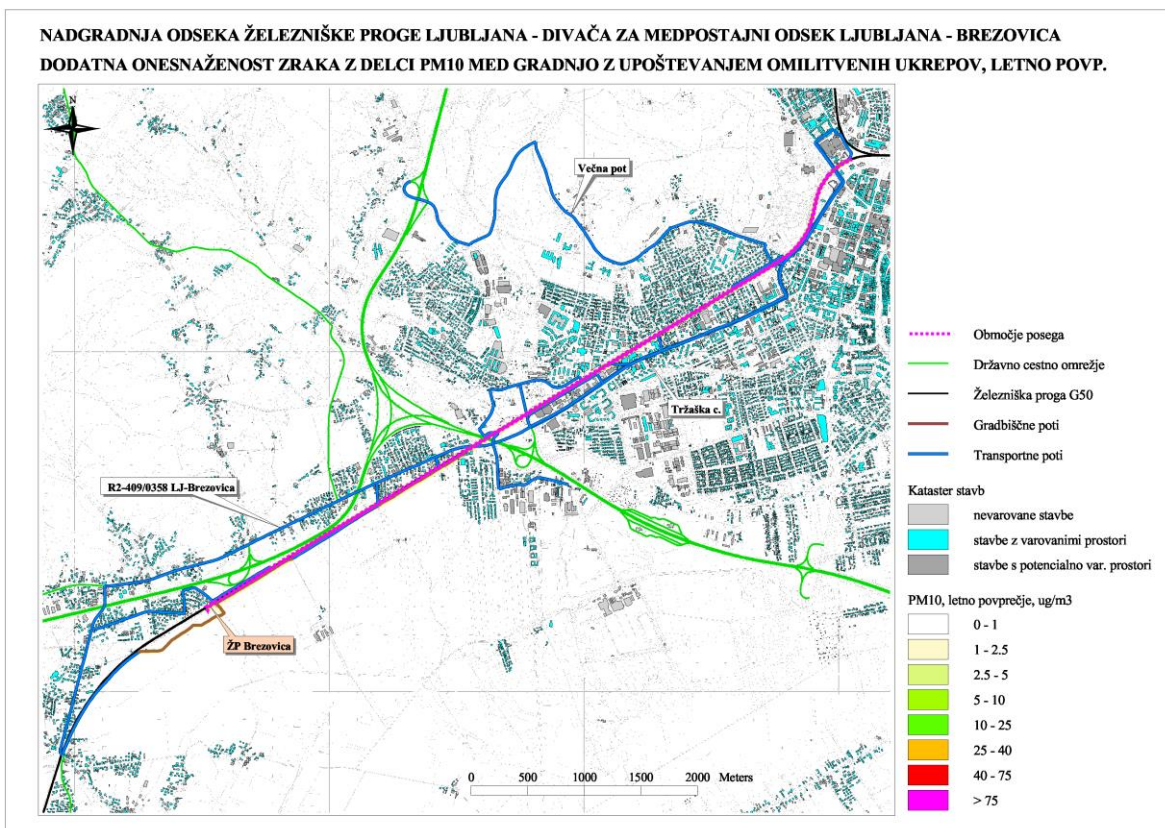 NADGRADNJA ODSEKA ŽELEZNIŠKE PROGE LJUBLJANA - DIVAČA ZA MEDPOSTAJNI ODSEK LJUBLJANA - BREZOVICA
DODATNA ONESNAŽENOST ZRAKA Z DELCI PM10 MED GRADNJO Z UPOŠTEVANJEM OMILITVENIH UKREPOV, LETNO POVP.
N
Večna pot
Tržaška c.
R2-409/0358 LJ-Brezovica
ŽP Brezovica
0 500 1000 1500 2000 Meters
Območje posega
Državno cestno omrežje
Železniška proga G50
Gradbiščne poti
Transportne poti
Kataster stavb
nevarovane stavbe
stavbe z varovanimi prostori
stavbe s potencialno var. prostori
PM10, letno povprečje, ug/m3
0 - 1
1 - 2.5
2.5 - 5
5 - 10
10 - 25
25 - 40
40 - 75
> 75